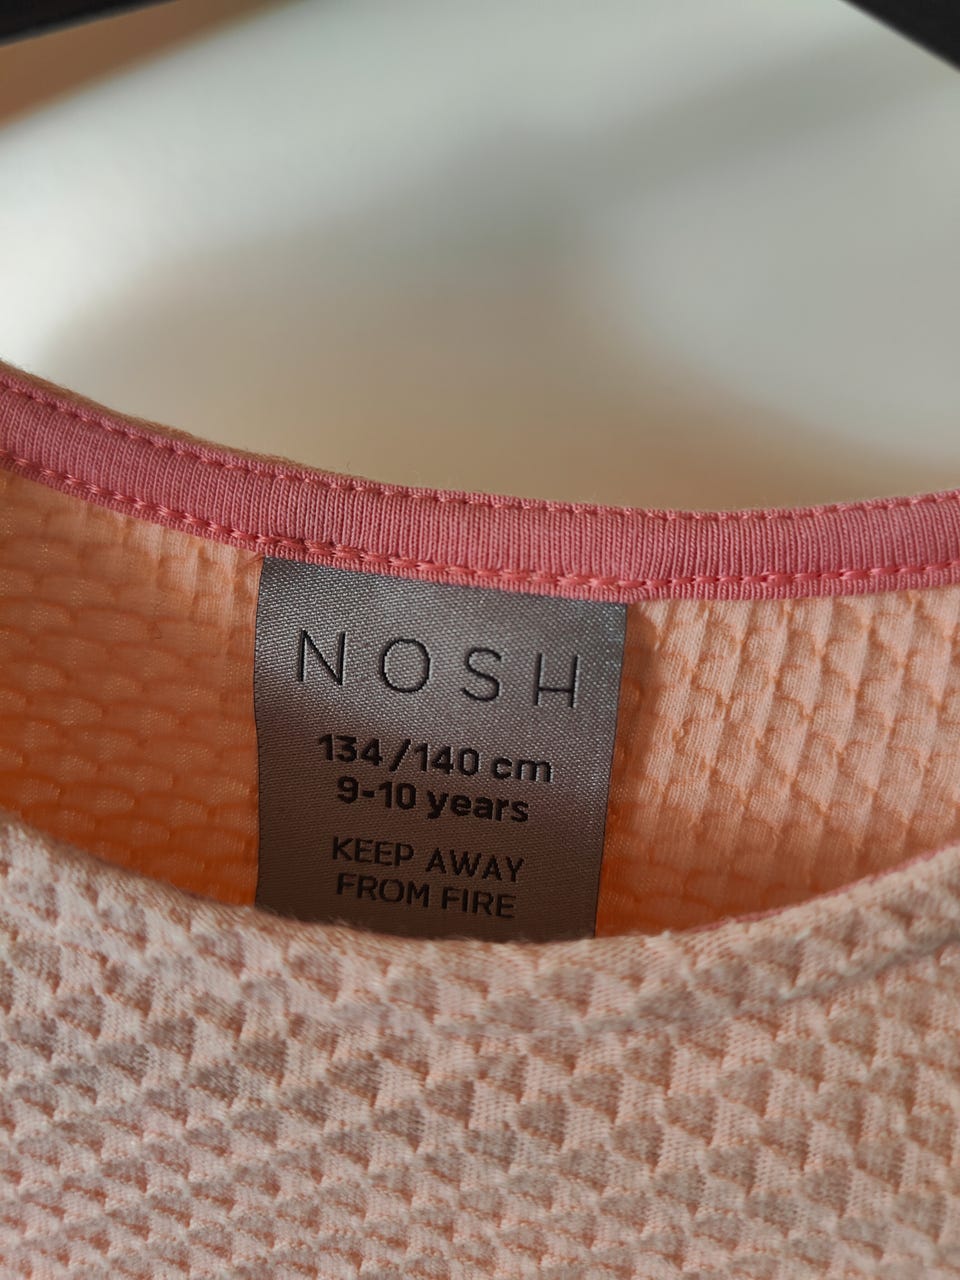 NOSH
134/140 cm
9-10 years
KEEP AWAY
FROM FIRE